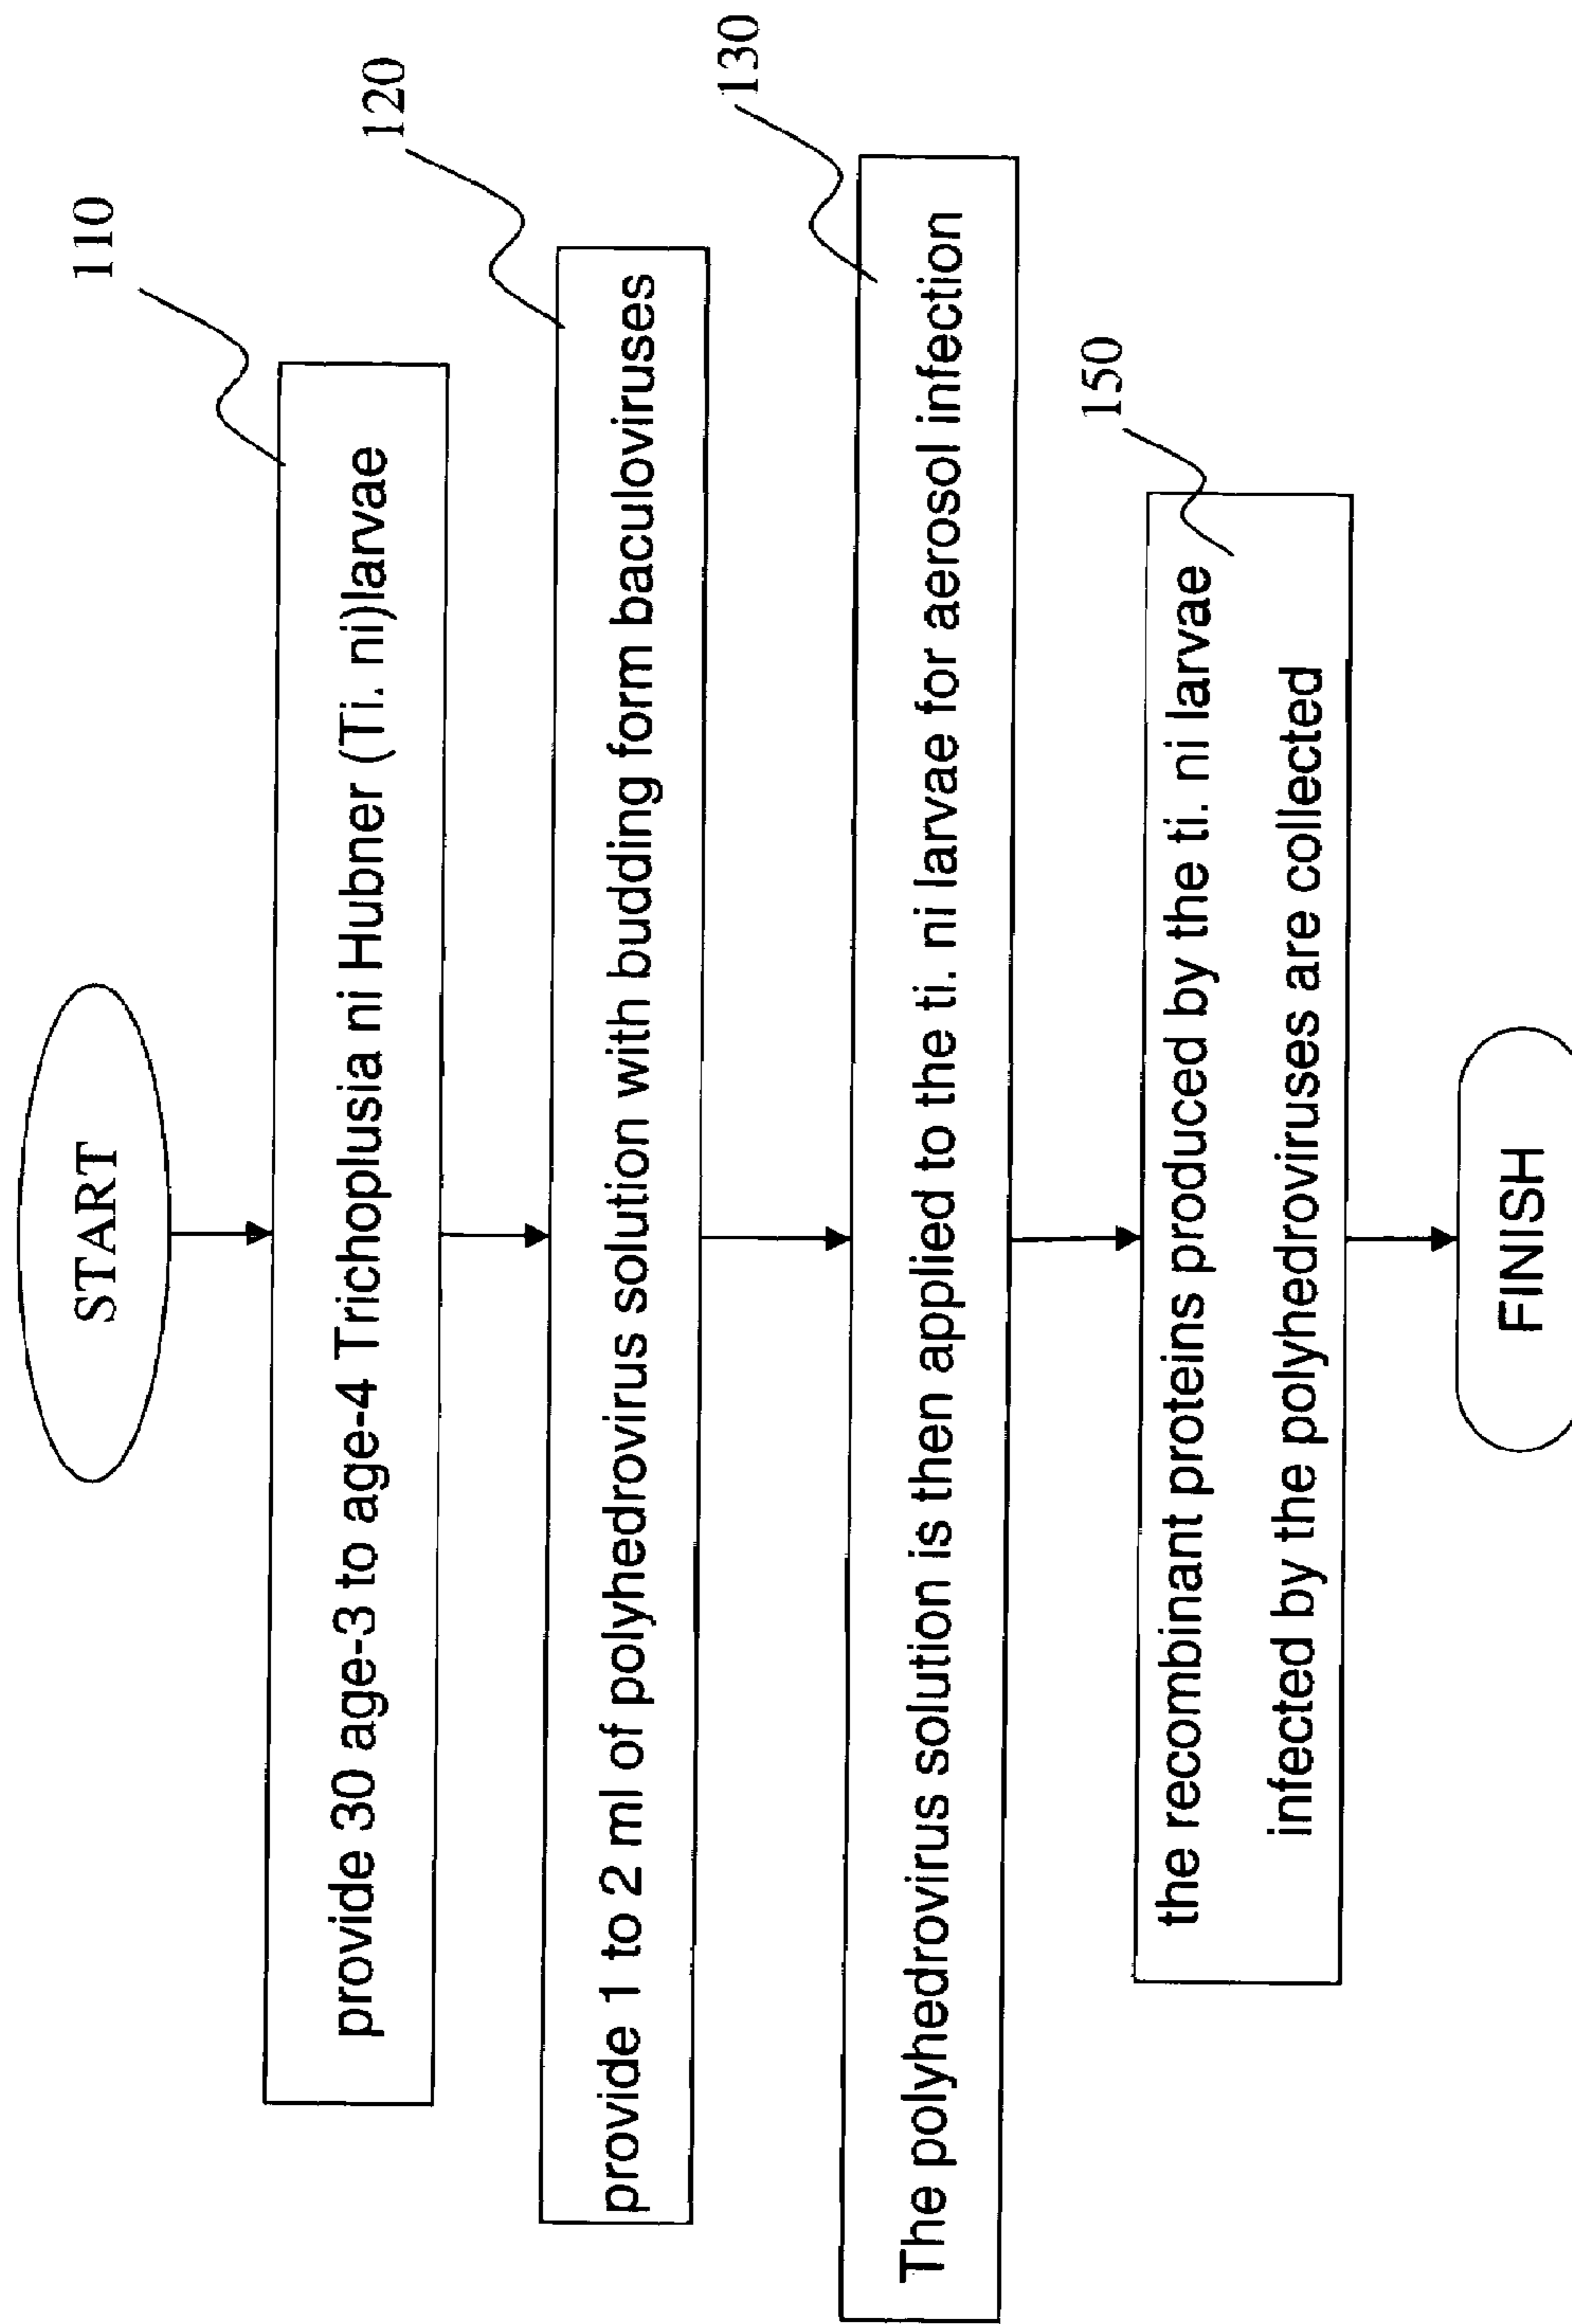 START
110
provide 30 age-3 to age-4 Trichoplusia ni Hubner (Ti. ni)larvae
120
provide 1 to 2 ml of polyhedrovirus solution with budding form baculoviruses
130
The polyhedrovirus solution is then applied to the ti. ni larvae for aerosol infection
150
the recombinant proteins produced by the ti. ni larvae
infected by the polyhedroviruses are collected
FINISH